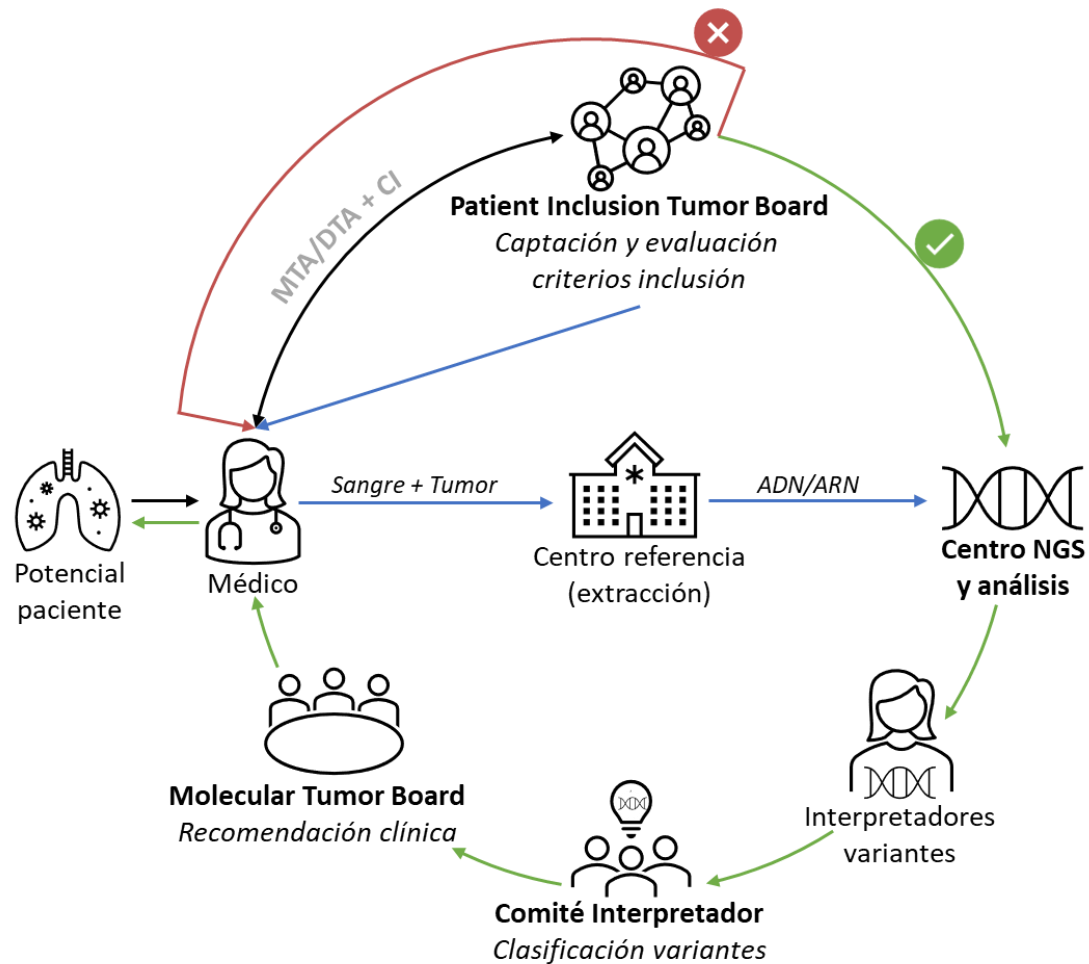 Patient Inclusion Tumor Board
Captación y evaluación
criterios inclusión
MTA/DTA + CI
Sangre + Tumor
ADN/ARN
Potencial
paciente
Médico
Centro referencia
(extracción)
Centro NGS
y análisis
Molecular Tumor Board
Recomendación clínica
Interpretadores
variantes
Comité Interpretador
Clasificación variantes